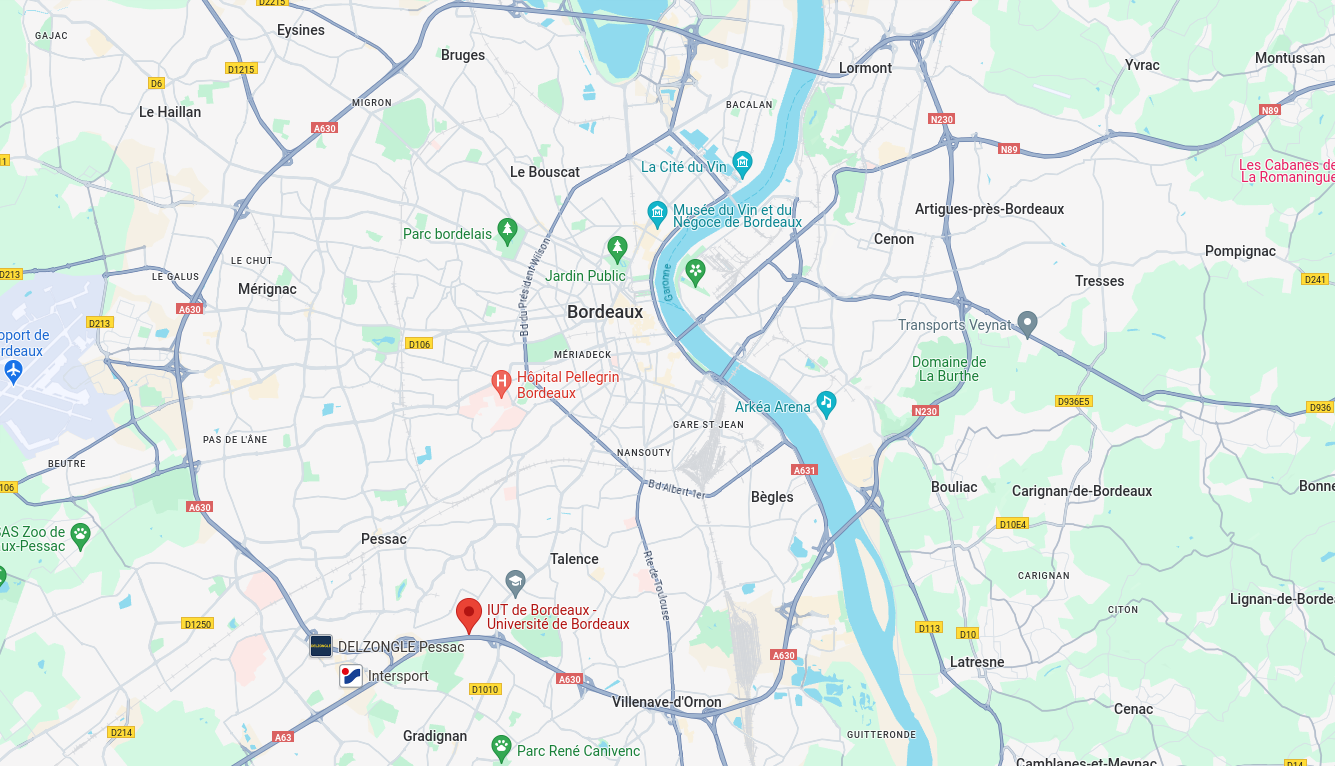 D2215
GAJAC
Eysines
Bruges
Lormont
Yvrac
Montussan
D1215
D6
Le Haillan
MIGRON
BACALAN
N89
A630
N230
N89
Le Bouscat
La Cité du Vin
Les Cabanes de
La Romaningue
Musée du Vin et du
Négoce de Bordeaux
Artigues-près-Bordeaux
Parc bordelais
Cenon
Pompignac
LE CHUT
LE GALUS
D213
Jardin Public
Garonne
Bd du Président Wilson
Mérignac
Tresses
D241
A630
Bordeaux
D213
Transports Veynat
oport de
rdeaux
D106
MÉRIADECK
Domaine de
La Burthe
Hôpital Pellegrin
Bordeaux
Arkéa Arena
D936E5
N230
D936
GARE ST JEAN
PAS DE L'ÂNE
NANSOUTY
BEUTRE
A631
106
Bd Albert-1er
Bègles
Bouliac
Carignan-de-Bordeaux
Bonne
A630
D10E4
SAS Zoo de
ux-Pessac
Pessac
Talence
Rte de Toulouse
CARIGNAN
IUT de Bordeaux -
Université de Bordeaux
CITON
Lignan-de-Bordea
D1250
D113
D10
DELZONGLE Pessac
A630
Latresne
Intersport
A630
D1010
Villenave-d'Ornon
Cenac
D214
A63
Gradignan
GUITTERONDE
Parc René Canivenc
Camblanes-et-Meynac
D14